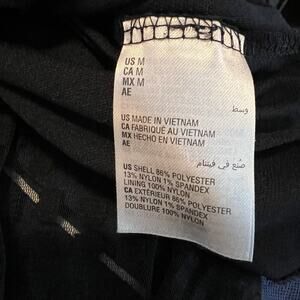 US M
CA M
MX M
AE
وسط
US MADE IN VIETNAM
CA FABRIQUÉ AU VIETNAM
MX HECHO EN VIETNAM
AE
صنع في فيتنام
US SHELL 86% POLYESTER
13% NYLON 1% SPANDEX
LINING 100% NYLON
CA EXTÉRIEUR 86% POLYESTER
13% NYLON 1% SPANDEX
DOUBLURE 100% NYLON